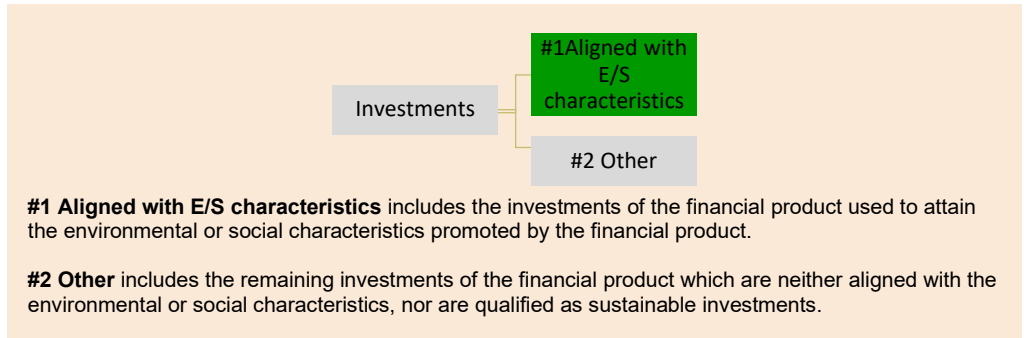 #1Aligned with
E/S
characteristics
Investments
#2 Other
#1 Aligned with E/S characteristics includes the investments of the financial product used to attain
the environmental or social characteristics promoted by the financial product.
#2 Other includes the remaining investments of the financial product which are neither aligned with the
environmental or social characteristics, nor are qualified as sustainable investments.